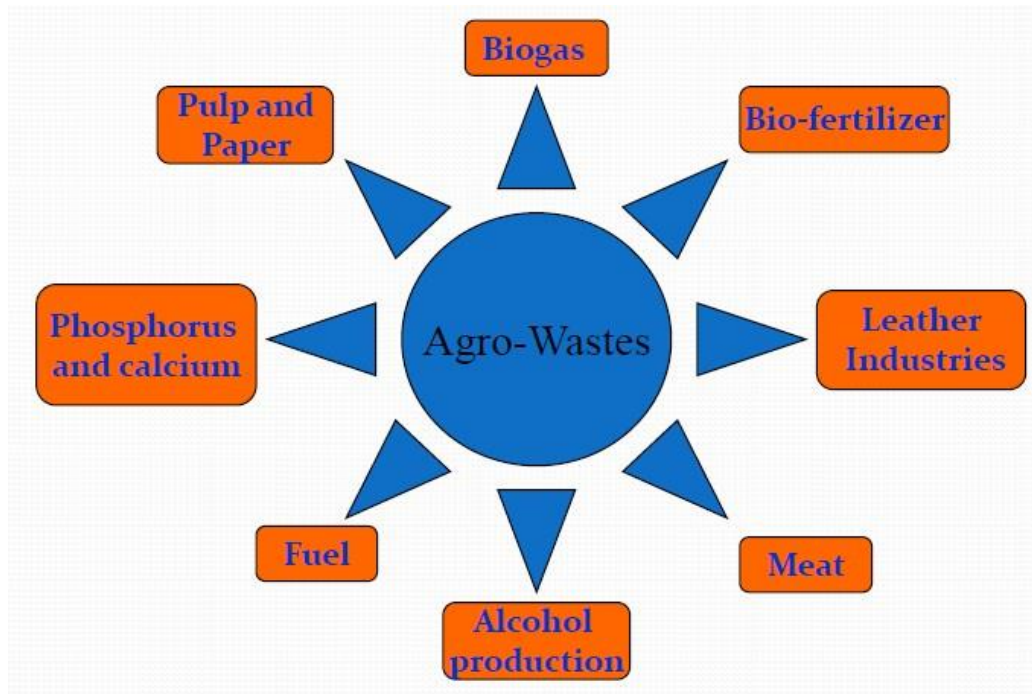 Biogas
Pulp and
Paper
Bio-fertilizer
Phosphorus
and calcium
Agro-Wastes
Leather
Industries
Fuel
Meat
Alcohol
production